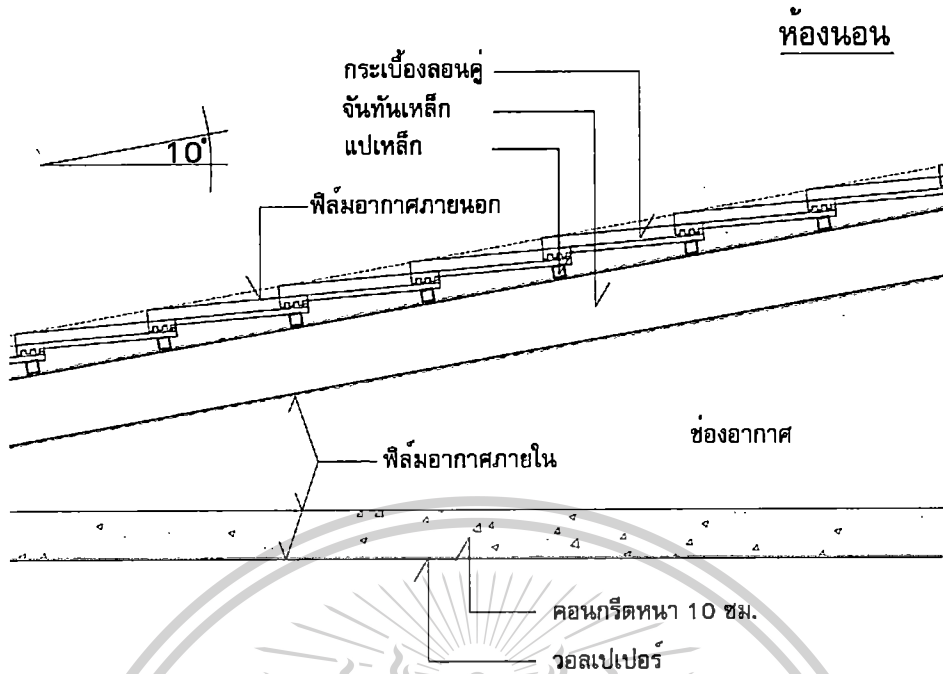 ห้องนอน
กระเบื้องลอนคู่
จันทันเหล็ก
แปเหล็ก
10°
ฟิล์มอากาศภายนอก
ช่องอากาศ
ฟิล์มอากาศภายใน
คอนกรีตหนา 10 ซม.
วอลเปเปอร์